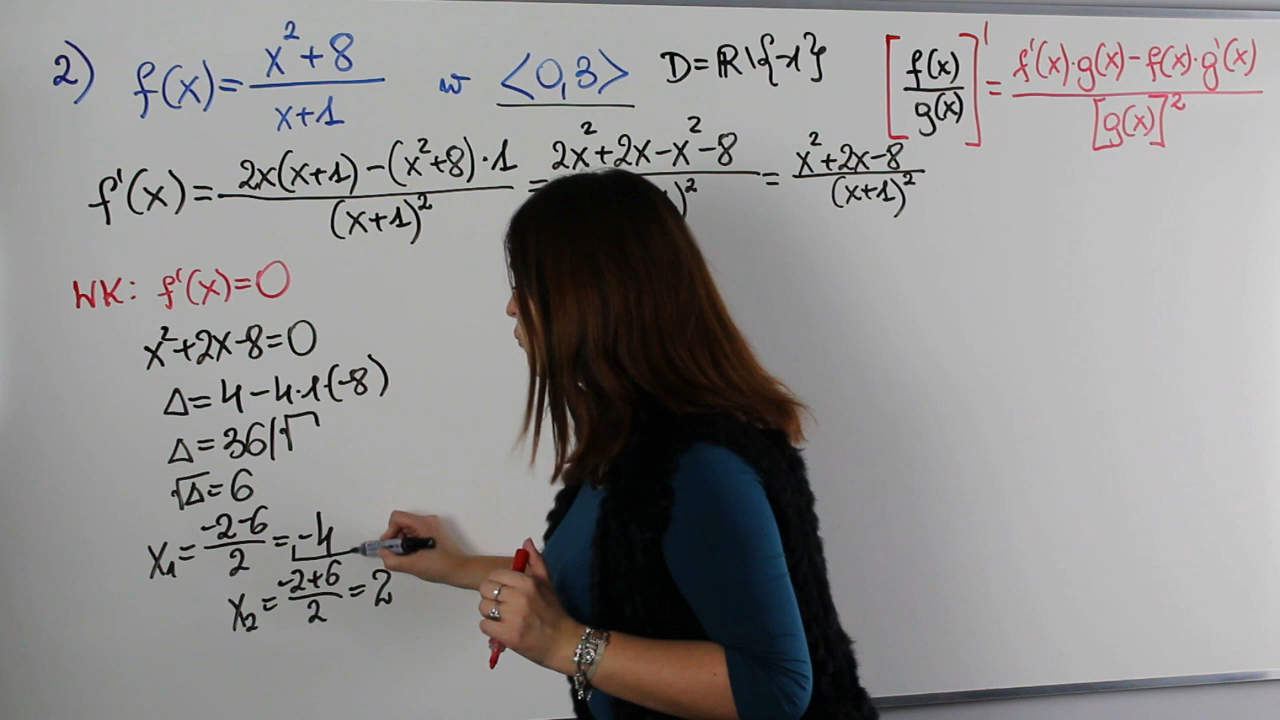 2) f(x)= x²+8 / x+1 w <0,3> D=ℝ\{-1} [f(x)/g(x)]' = f'(x)·g(x)-f(x)·g'(x) / [g(x)]²
f'(x)= 2x(x+1)-(x²+8)·1 / (x+1)² = 2x²+2x-x²-8 / )² = x²+2x-8 / (x+1)²
WK: f'(x)=0
x²+2x-8=0
Δ=4-4·1(-8)
Δ=36|√
√Δ=6
x₁= -2-6 / 2 = -4
x₂= -2+6 / 2 = 2